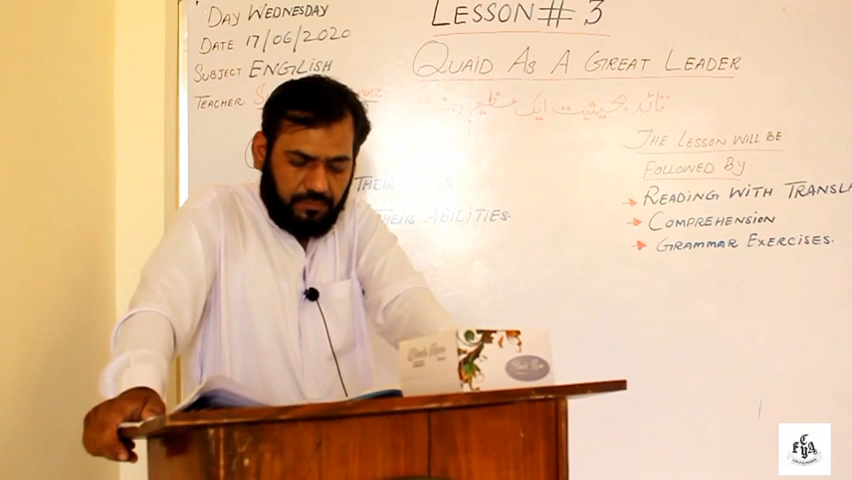 DAY WEDNESDAY
DATE 17/06/2020
SUBJECT ENGLISH
TEACHER
LESSON # 3
QUAID AS A GREAT LEADER
قائد بحیثیت ایک عظیم
THE LESSON WILL BE
FOLLOWED BY
READING WITH TRANSLA
COMPREHENSION
GRAMMAR EXERCISES.
THEIR
THEIR ABILITIES.